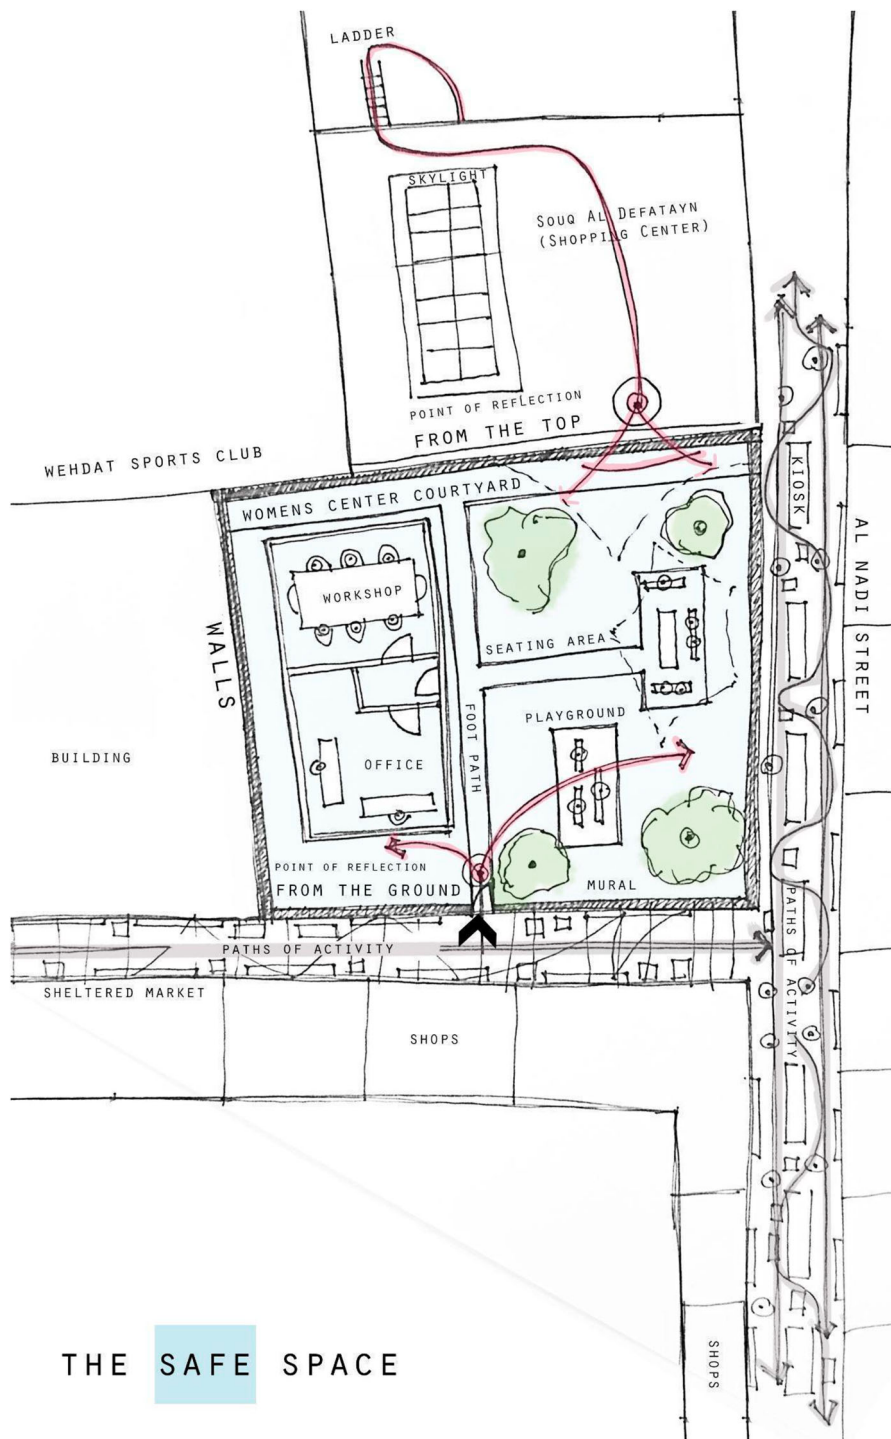 LADDER
SKYLIGHT
SOUQ AL DEFATAYN
(SHOPPING CENTER)
POINT OF REFLECTION
FROM THE TOP
WEHDAT SPORTS CLUB
WOMENS CENTER COURTYARD
KIOSK
AL NADI STREET
WORKSHOP
WALLS
SEATING AREA
FOOT PATH
PLAYGROUND
BUILDING
OFFICE
POINT OF REFLECTION
FROM THE GROUND
MURAL
PATHS OF ACTIVITY
PATHS OF ACTIVITY
SHELTERED MARKET
SHOPS
SHOPS
THE SAFE SPACE